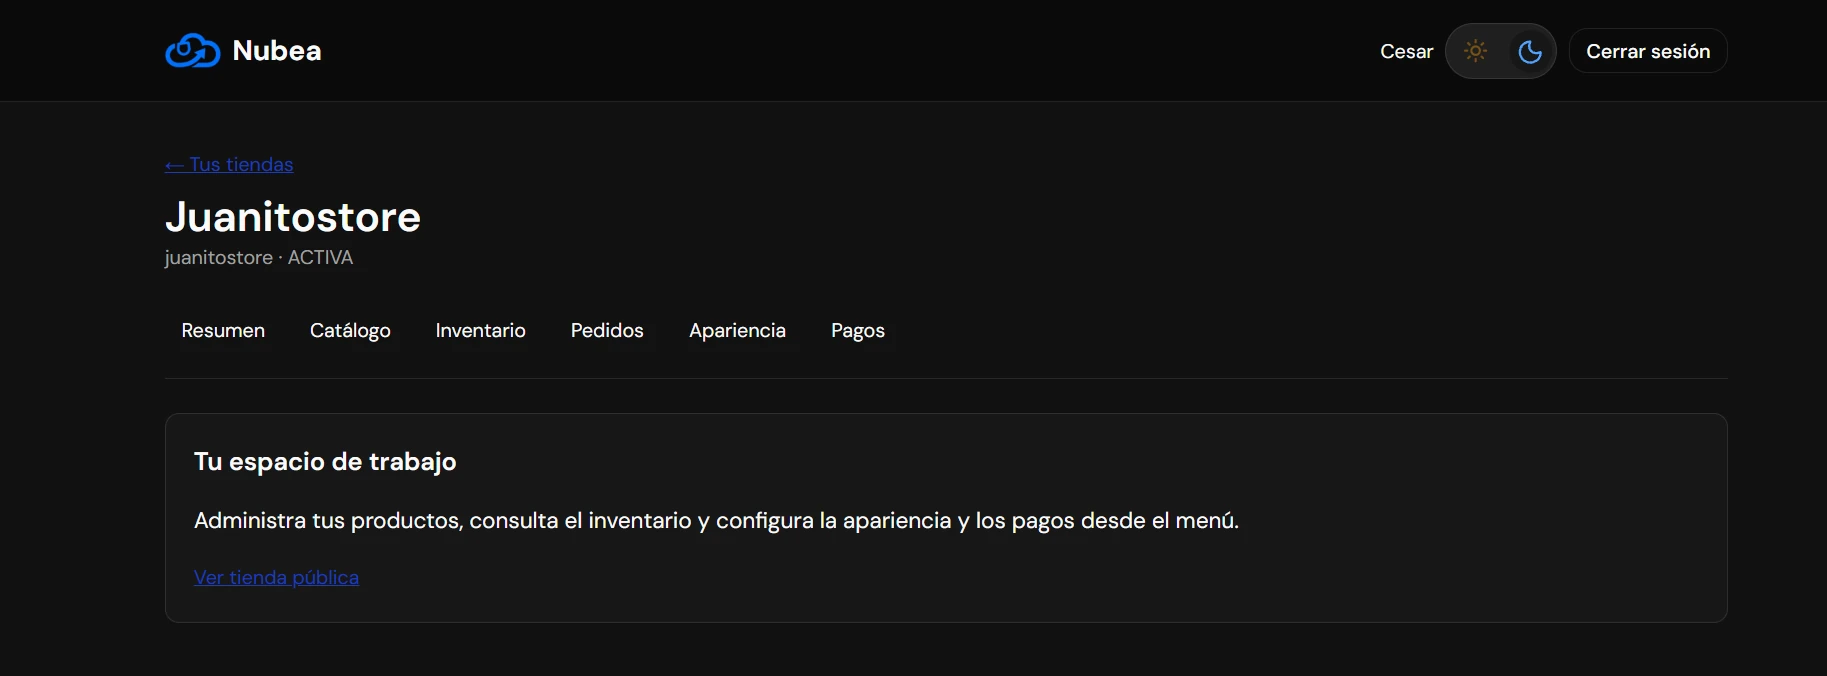 Nubea
Cesar
Cerrar sesión
← Tus tiendas
Juanitostore
juanitostore · ACTIVA
Resumen Catálogo Inventario Pedidos Apariencia Pagos
Tu espacio de trabajo
Administra tus productos, consulta el inventario y configura la apariencia y los pagos desde el menú.
Ver tienda pública